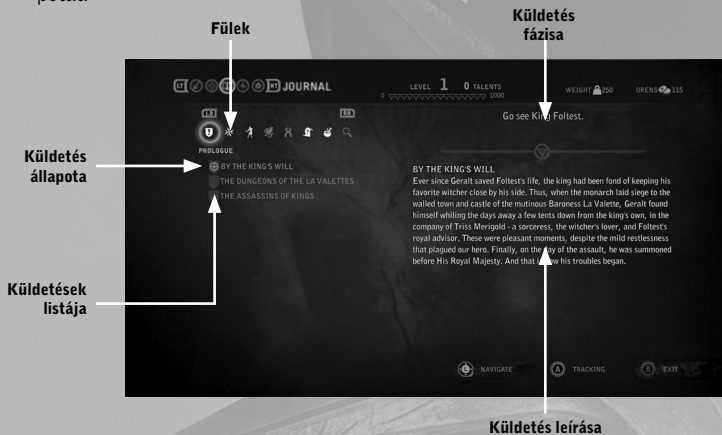 Fülek
Küldetés
fázisa
LT RT JOURNAL
LEVEL 1 0 TALENTS
0 1000
WEIGHT 250 ORENS 115
LB RB
Go see King Foltest.
PROLOGUE
Küldetés
állapota
BY THE KING'S WILL
THE DUNGEONS OF THE LA VALETTES
THE ASSASSINS OF KINGS
BY THE KING'S WILL
Ever since Geralt saved Foltest's life, the king had been fond of keeping his
favorite witcher close by his side. Thus, when the monarch laid siege to the
walled town and castle of the mutinous Baroness La Valette, Geralt found
himself whiling the days away a few tents down from the king's own, in the
company of Triss Merigold - a sorceress, the witcher's lover, and Foltest's
royal advisor. These were pleasant moments, despite the mild restlessness
that plagued our hero. Finally, on the day of the assault, he was summoned
before His Royal Majesty. And that is how his troubles began.
Küldetések
listája
L NAVIGATE A TRACKING B EXIT
Küldetés leírása